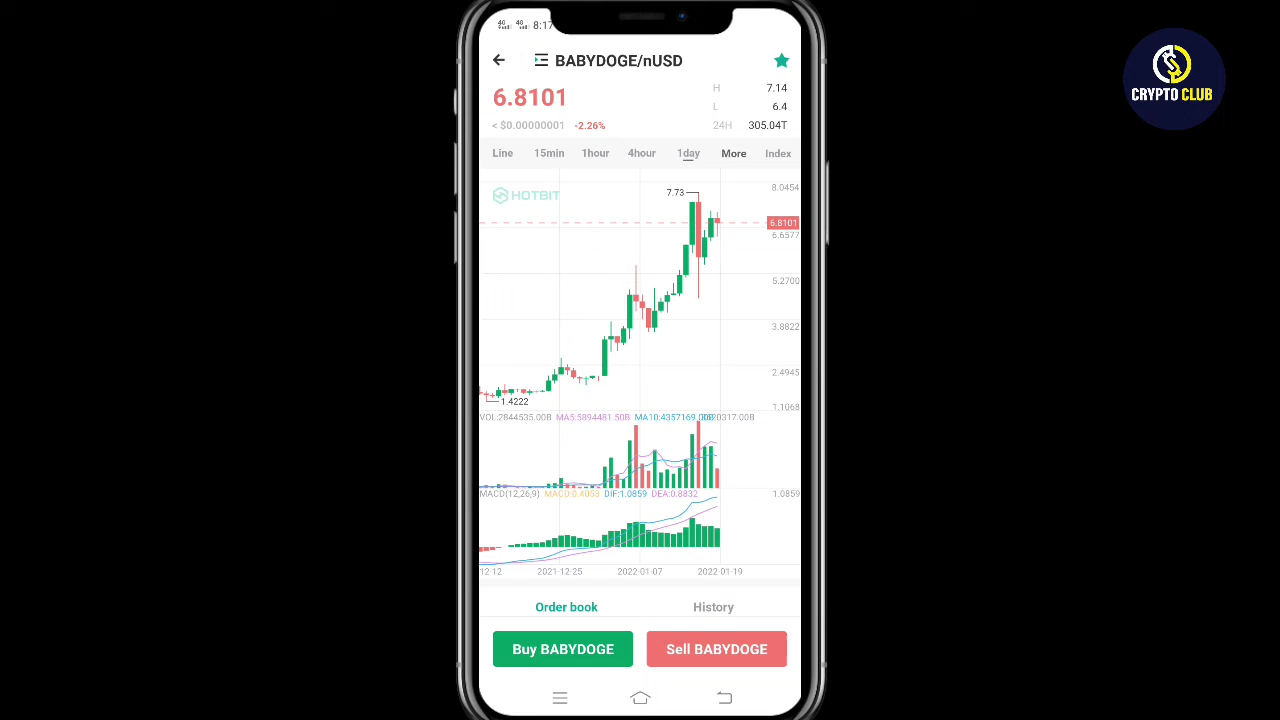 4G 4G 8:17
BABYDOGE/nUSD
6.8101
H 7.14
L 6.4
< $0.00000001 -2.26%
24H 305.04T
Line 15min 1hour 4hour 1day More Index
HOTBIT
7.73
8.0454
6.8101
6.6577
5.2700
3.8822
2.4945
1.4222
1.1068
VOL:2844535.00B MA5:5894481.50B MA10:4357169.00B
MACD(12,26,9) MACD:0.4053 DIF:1.0859 DEA:0.8832 1.0859
12-12 2021-12-25 2022-01-07 2022-01-19
Order book History
Buy BABYDOGE Sell BABYDOGE
CRYPTO CLUB